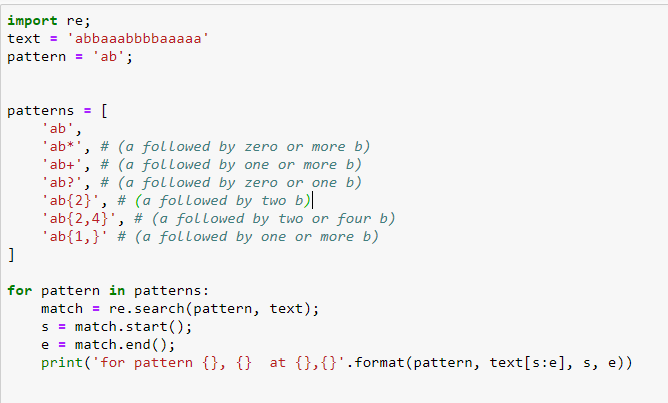 import re;
text = 'abbaaabbbbaaaaa'
pattern = 'ab';
patterns = [
    'ab',
    'ab*', # (a followed by zero or more b)
    'ab+', # (a followed by one or more b)
    'ab?', # (a followed by zero or one b)
    'ab{2}', # (a followed by two b)
    'ab{2,4}', # (a followed by two or four b)
    'ab{1,}' # (a followed by one or more b)
]
for pattern in patterns:
    match = re.search(pattern, text);
    s = match.start();
    e = match.end();
    print('for pattern {}, {}  at {},{}'.format(pattern, text[s:e], s, e))